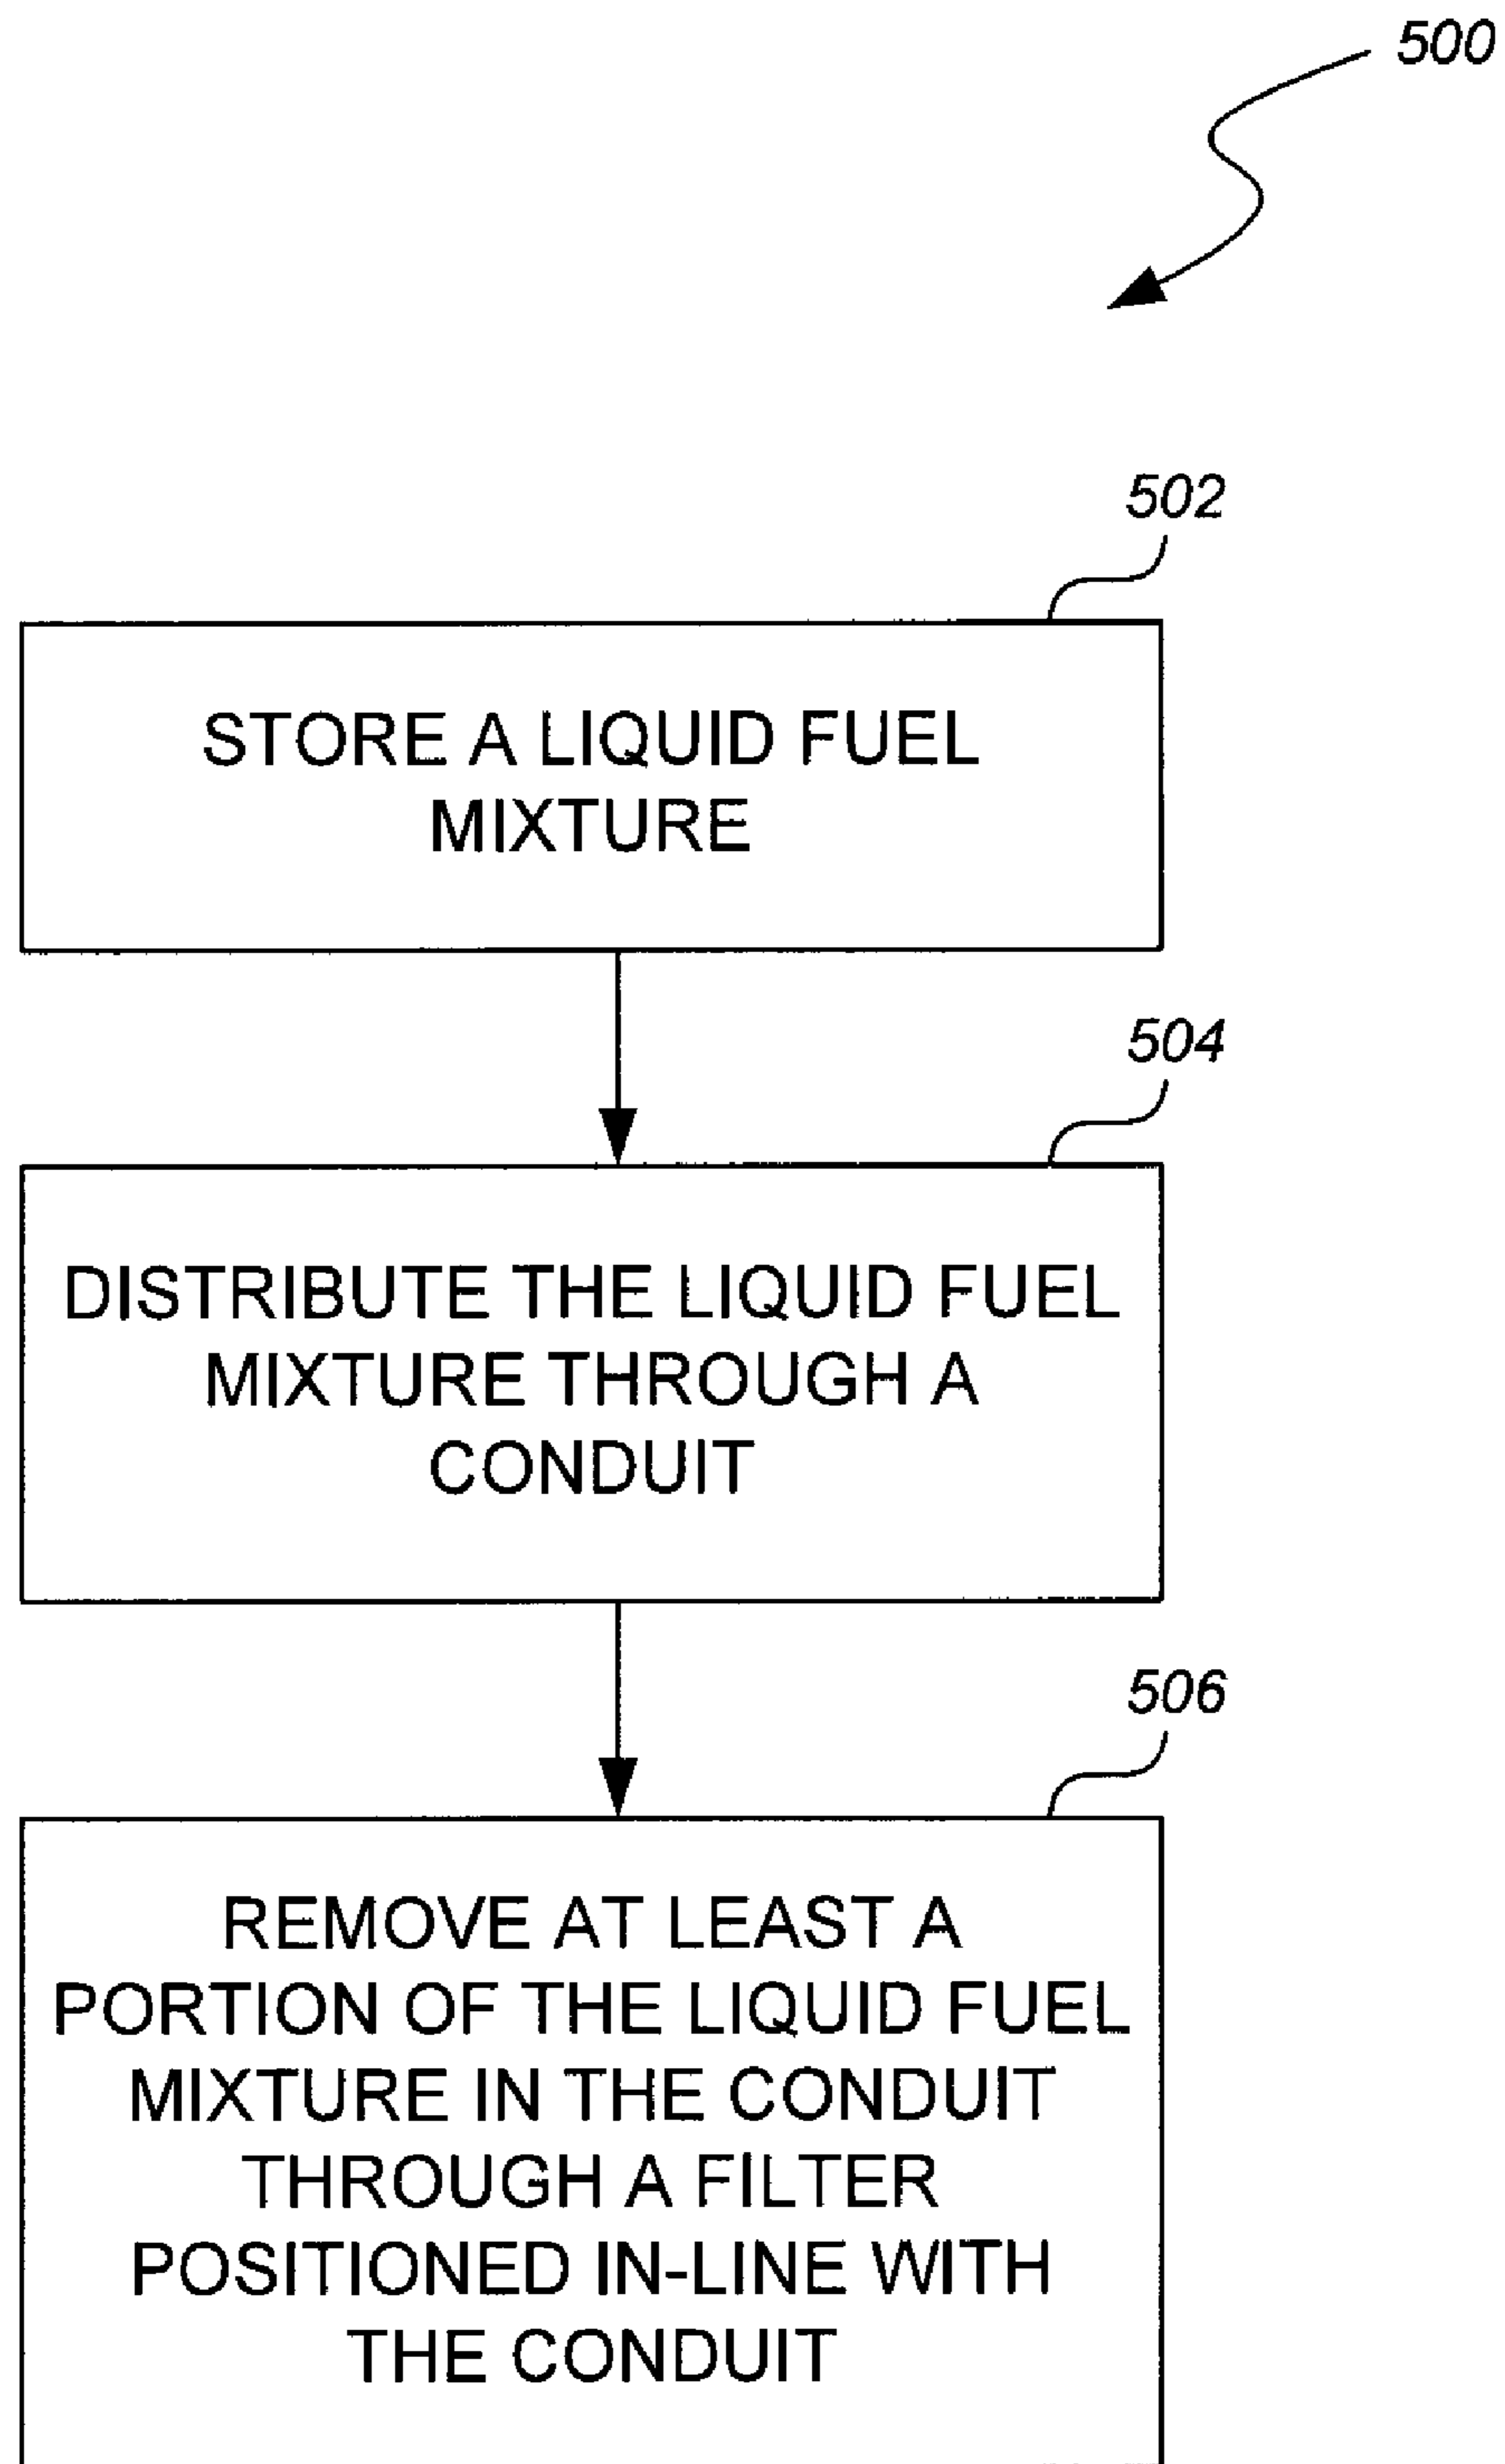 500
502
STORE A LIQUID FUEL
MIXTURE
504
DISTRIBUTE THE LIQUID FUEL
MIXTURE THROUGH A
CONDUIT
506
REMOVE AT LEAST A
PORTION OF THE LIQUID FUEL
MIXTURE IN THE CONDUIT
THROUGH A FILTER
POSITIONED IN-LINE WITH
THE CONDUIT